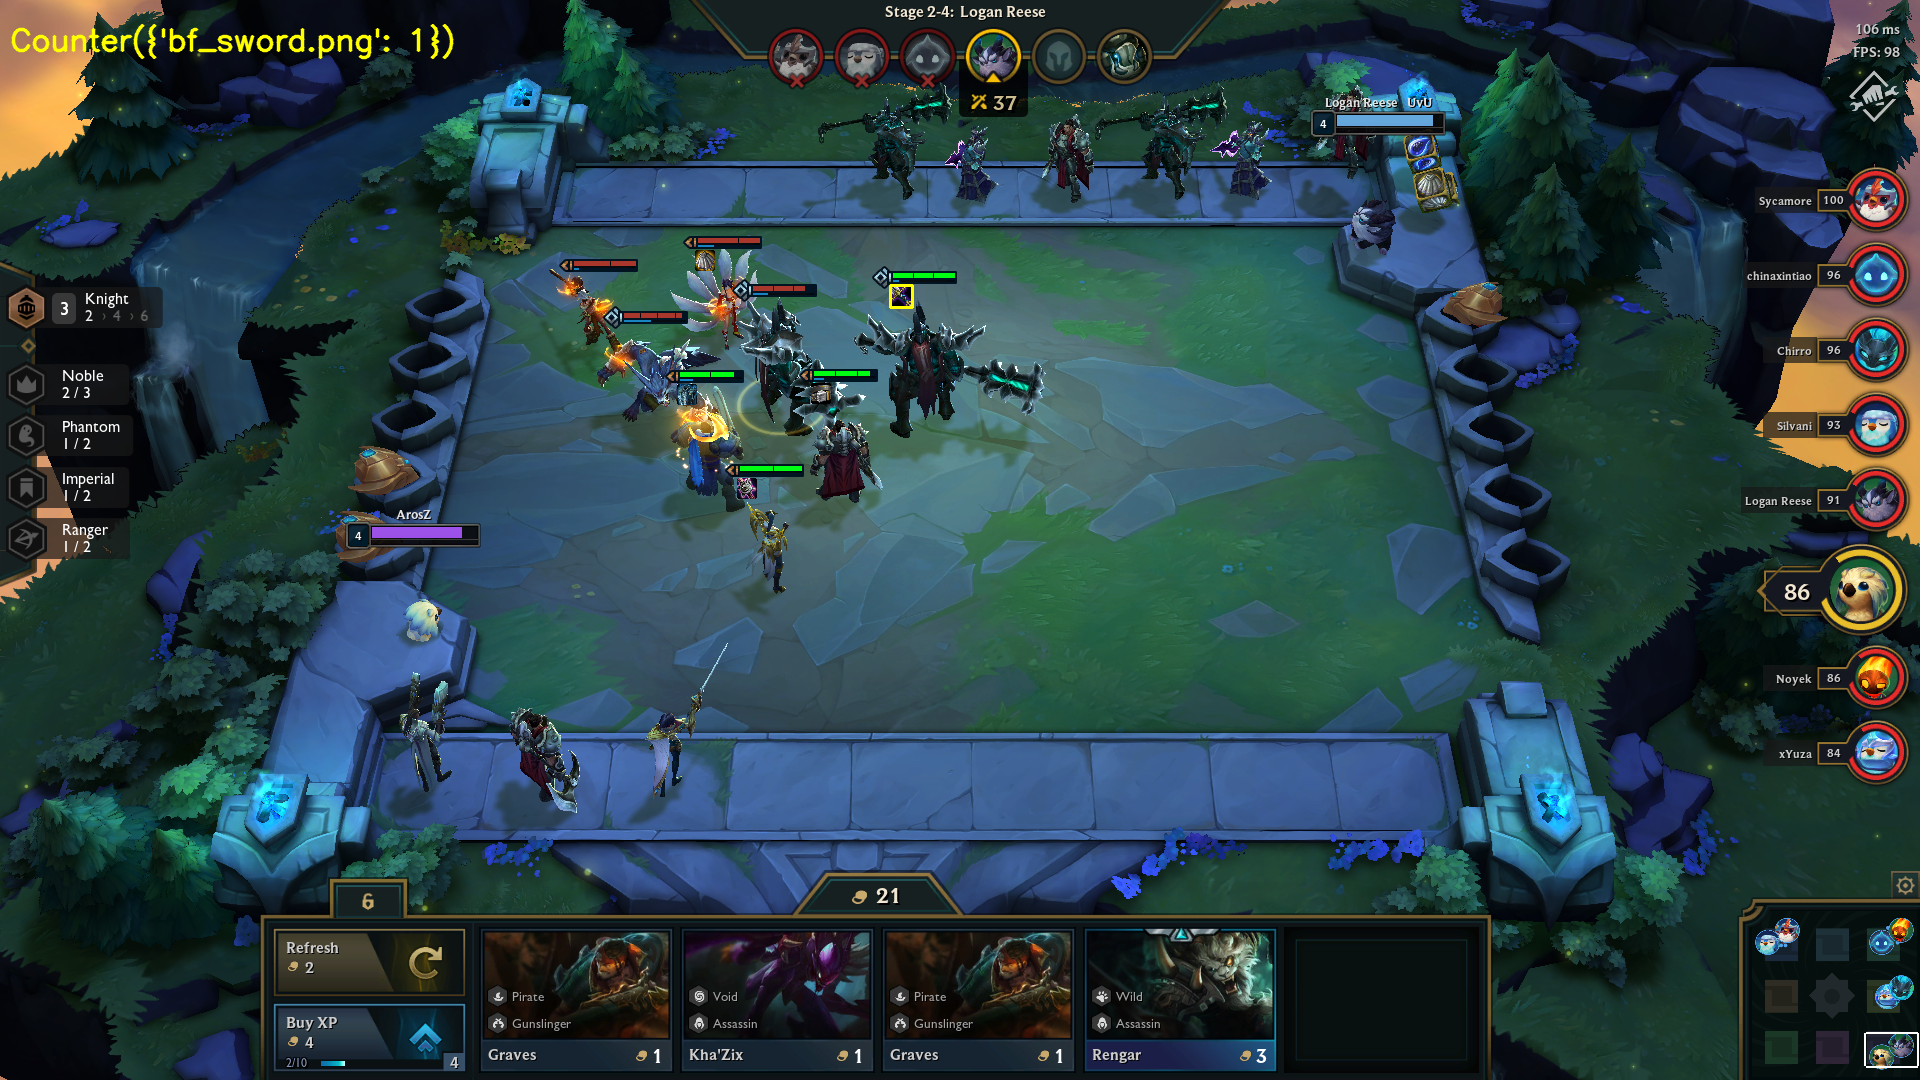 Stage 2-4: Logan Reese
Counter({'bf_sword.png': 1})
106 ms
FPS: 98
37
Logan Reese UvU
4
Sycamore 100
chinaxintiao 96
Chirro 96
Silvani 93
Logan Reese 91
86
Noyek 86
xYuza 84
3 Knight
2 › 4 › 6
Noble
2 / 3
Phantom
1 / 2
Imperial
1 / 2
Ranger
1 / 2
ArosZ
4
6
21
Refresh
2
Buy XP
4
2/10
4
Pirate
Gunslinger
Graves 1
Void
Assassin
Kha'Zix 1
Pirate
Gunslinger
Graves 1
Wild
Assassin
Rengar 3